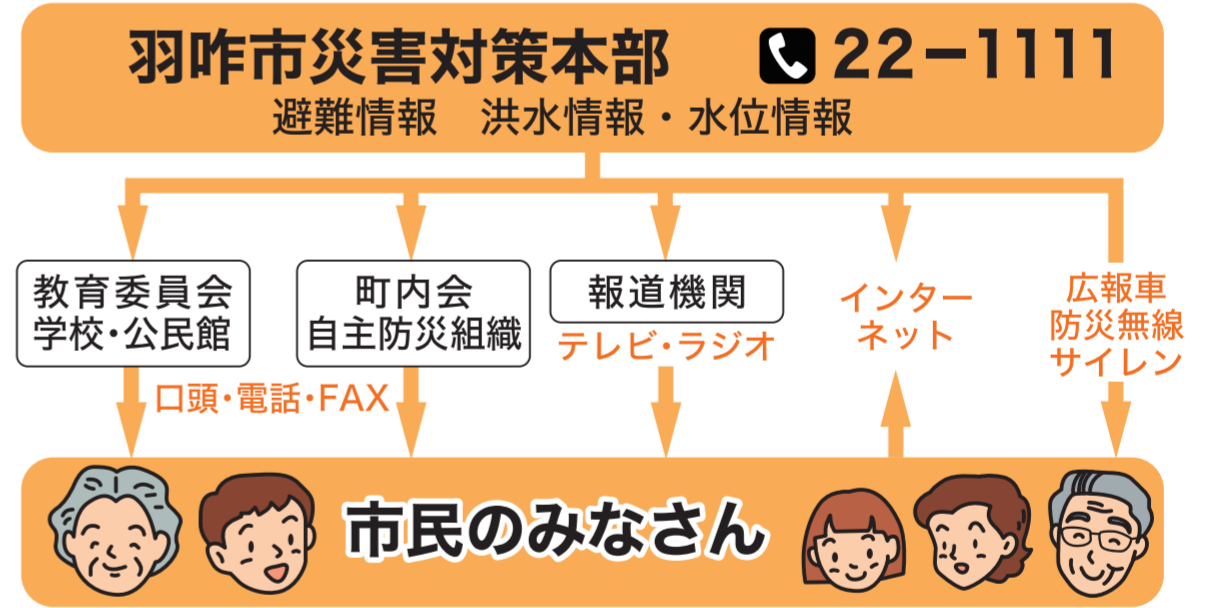 羽咋市災害対策本部 22-1111
避難情報 洪水情報・水位情報
教育委員会
学校・公民館
町内会
自主防災組織
報道機関
テレビ・ラジオ
インター
ネット
広報車
防災無線
サイレン
口頭・電話・FAX
市民のみなさん